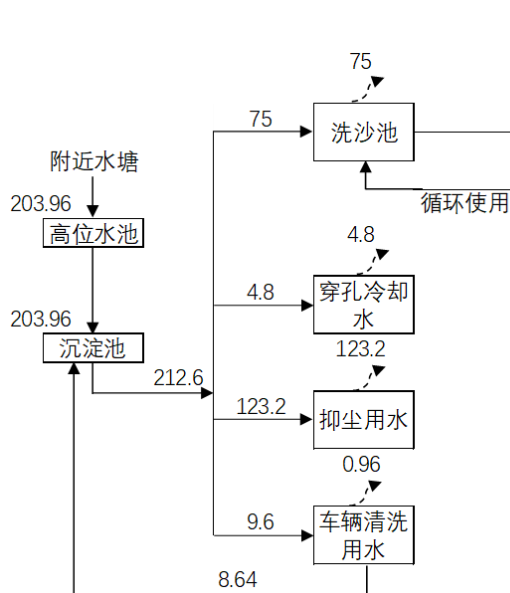 75
75
洗沙池
附近水塘
203.96
高位水池
循环使用
4.8
4.8
穿孔冷却
水
203.96
沉淀池
123.2
212.6
123.2
抑尘用水
0.96
9.6
车辆清洗
用水
8.64